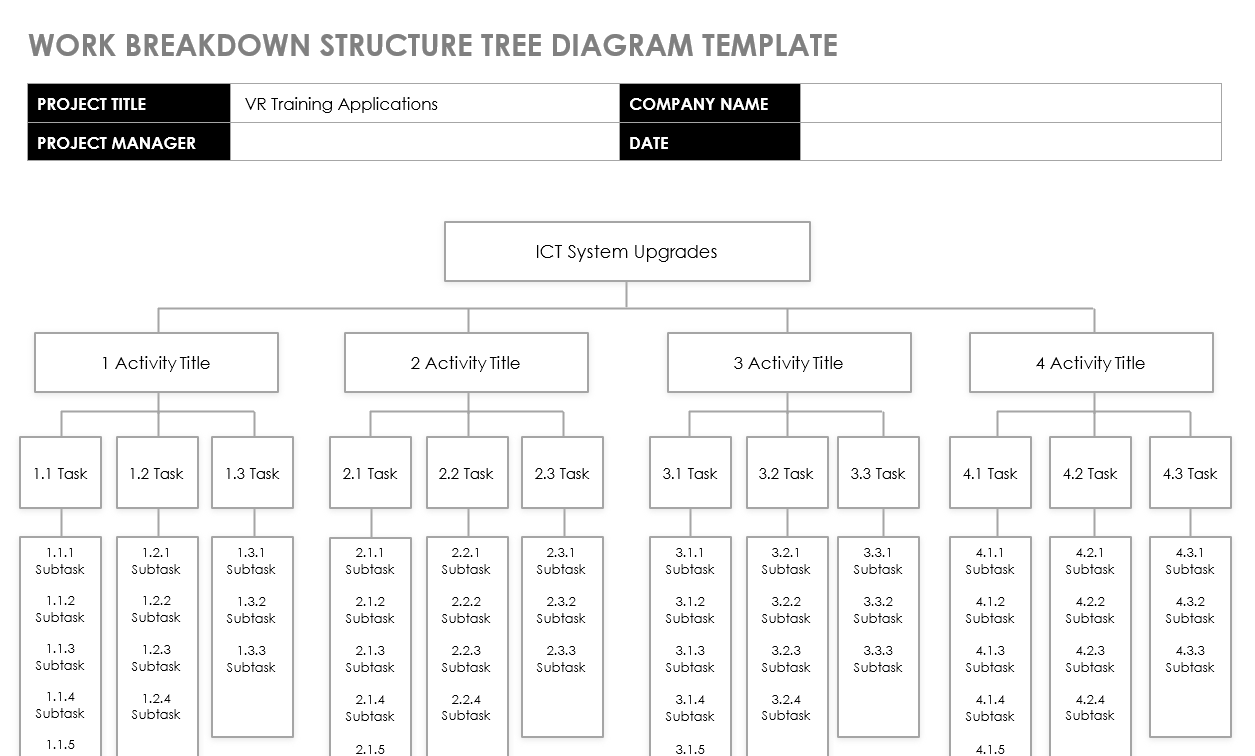 WORK BREAKDOWN STRUCTURE TREE DIAGRAM TEMPLATE
PROJECT TITLE VR Training Applications COMPANY NAME
PROJECT MANAGER DATE
ICT System Upgrades
1 Activity Title 2 Activity Title 3 Activity Title 4 Activity Title
1.1 Task 1.2 Task 1.3 Task 2.1 Task 2.2 Task 2.3 Task 3.1 Task 3.2 Task 3.3 Task 4.1 Task 4.2 Task 4.3 Task
1.1.1 1.2.1 1.3.1 2.1.1 2.2.1 2.3.1 3.1.1 3.2.1 3.3.1 4.1.1 4.2.1 4.3.1
Subtask Subtask Subtask Subtask Subtask Subtask Subtask Subtask Subtask Subtask Subtask Subtask
1.1.2 1.2.2 1.3.2 2.1.2 2.2.2 2.3.2 3.1.2 3.2.2 3.3.2 4.1.2 4.2.2 4.3.2
Subtask Subtask Subtask Subtask Subtask Subtask Subtask Subtask Subtask Subtask Subtask Subtask
1.1.3 1.2.3 1.3.3 2.1.3 2.2.3 2.3.3 3.1.3 3.2.3 3.3.3 4.1.3 4.2.3 4.3.3
Subtask Subtask Subtask Subtask Subtask Subtask Subtask Subtask Subtask Subtask Subtask Subtask
1.1.4 1.2.4 2.1.4 2.2.4 3.1.4 3.2.4 4.1.4 4.2.4
Subtask Subtask Subtask Subtask Subtask Subtask Subtask Subtask
1.1.5 2.1.5 3.1.5 4.1.5